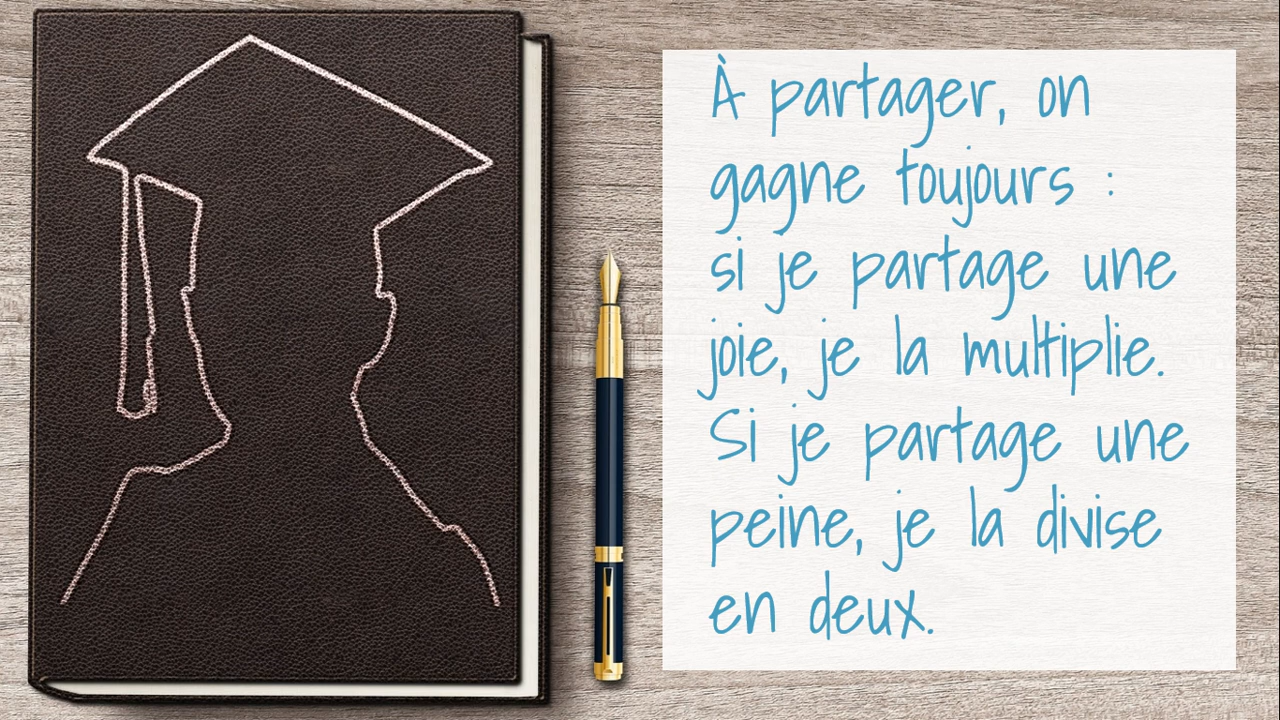 À partager, on
gagne toujours :
si je partage une
joie, je la multiplie.
Si je partage une
peine, je la divise
en deux.